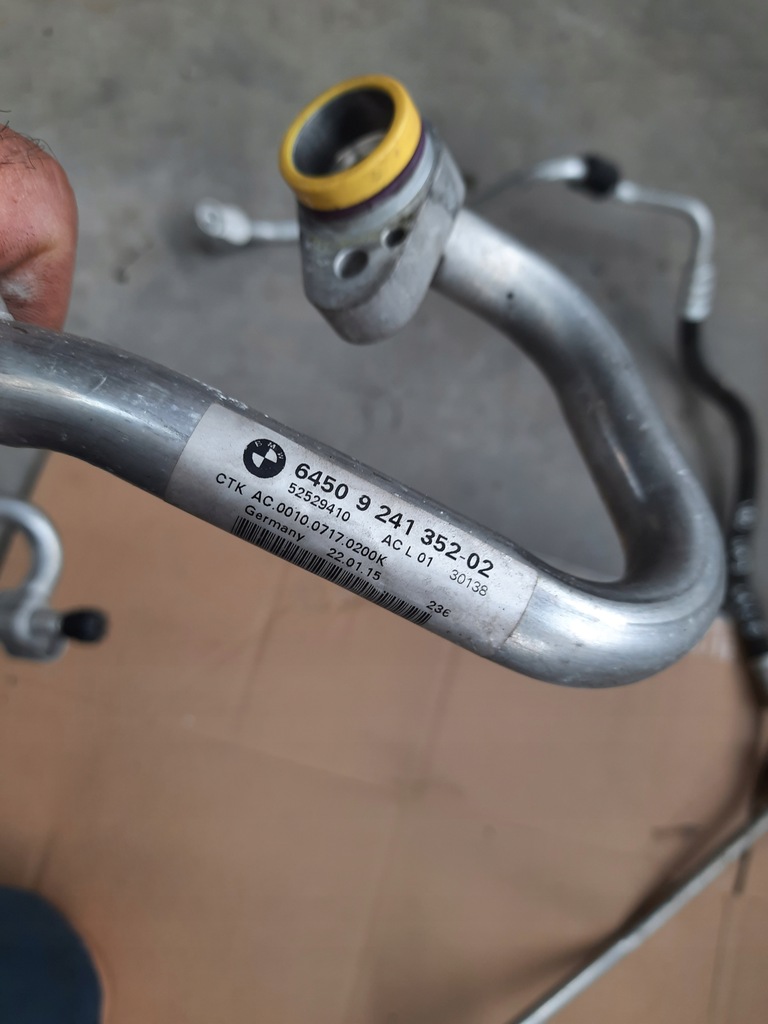 BMW
6450 9 241 352-02
52529410 AC L 01 30138
CTK AC.0010.0717.0200K
Germany 22.01.15 236